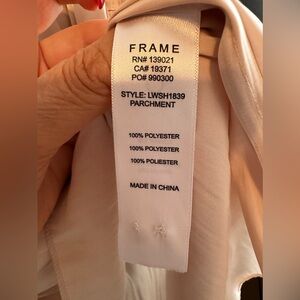 FRAME
RN# 139021
CA# 19371
PO# 990300
STYLE: LWSH1839
PARCHMENT
100% POLYESTER
100% POLYESTER
100% POLIESTER
MADE IN CHINA